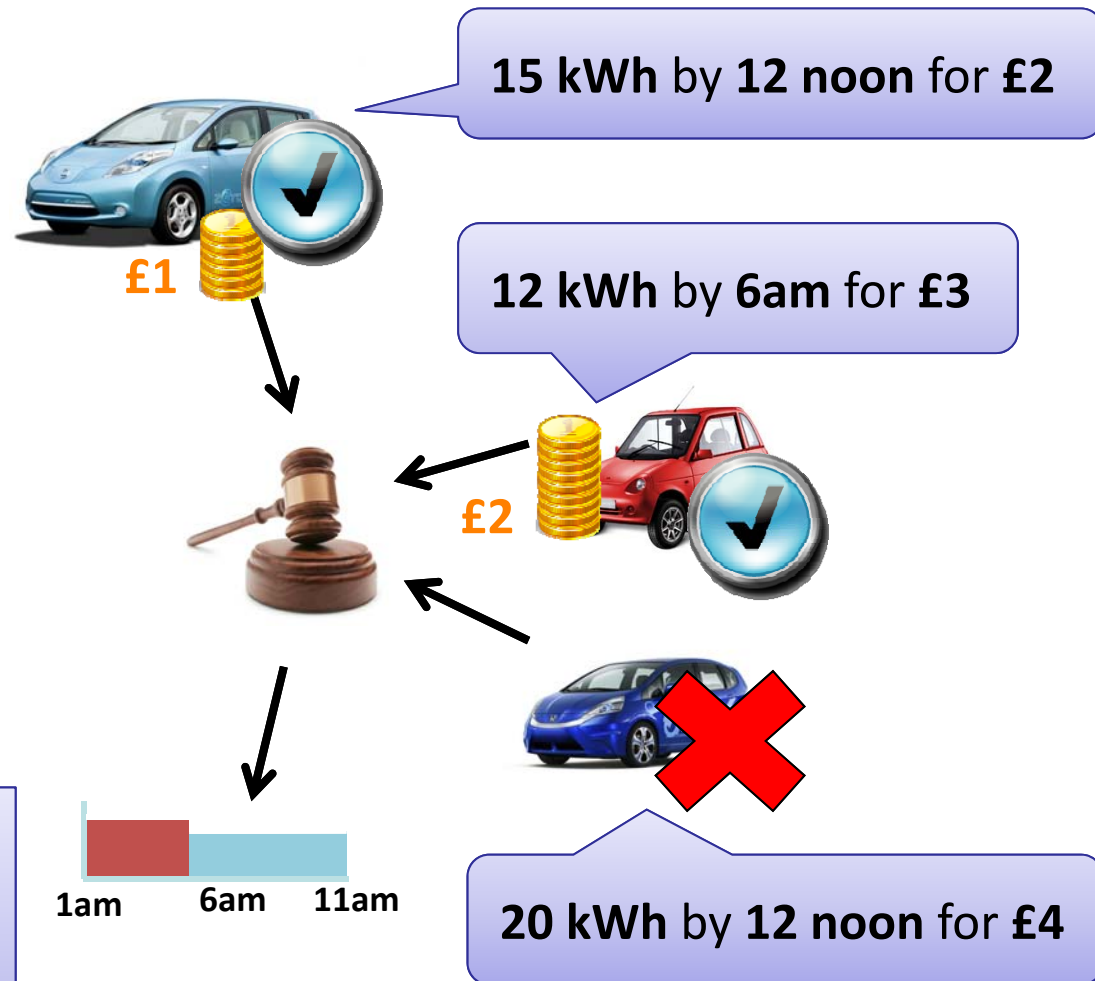 15 kWh by 12 noon for £2
£1
12 kWh by 6am for £3
£2
1am 6am 11am
20 kWh by 12 noon for £4